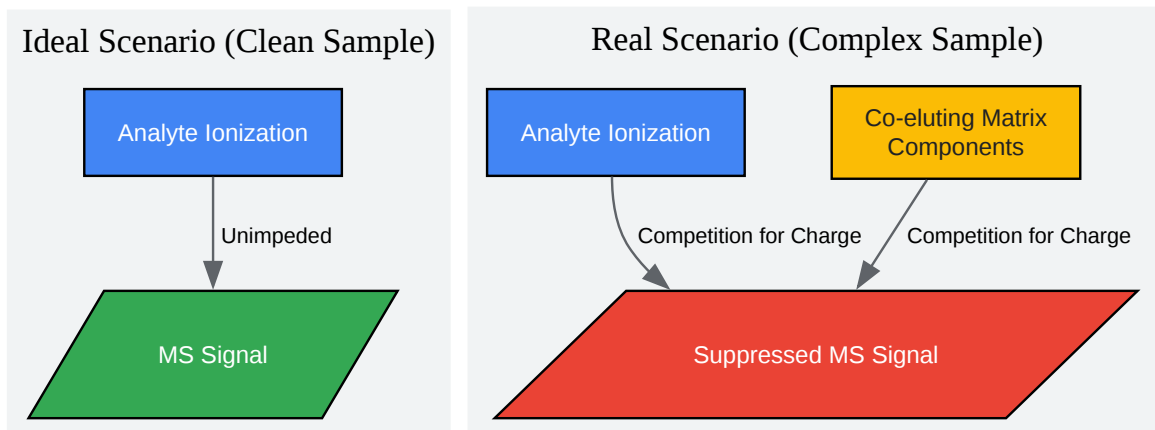 Ideal Scenario (Clean Sample)
Analyte Ionization
Unimpeded
MS Signal
Real Scenario (Complex Sample)
Analyte Ionization
Co-eluting Matrix
Components
Competition for Charge
Competition for Charge
Suppressed MS Signal